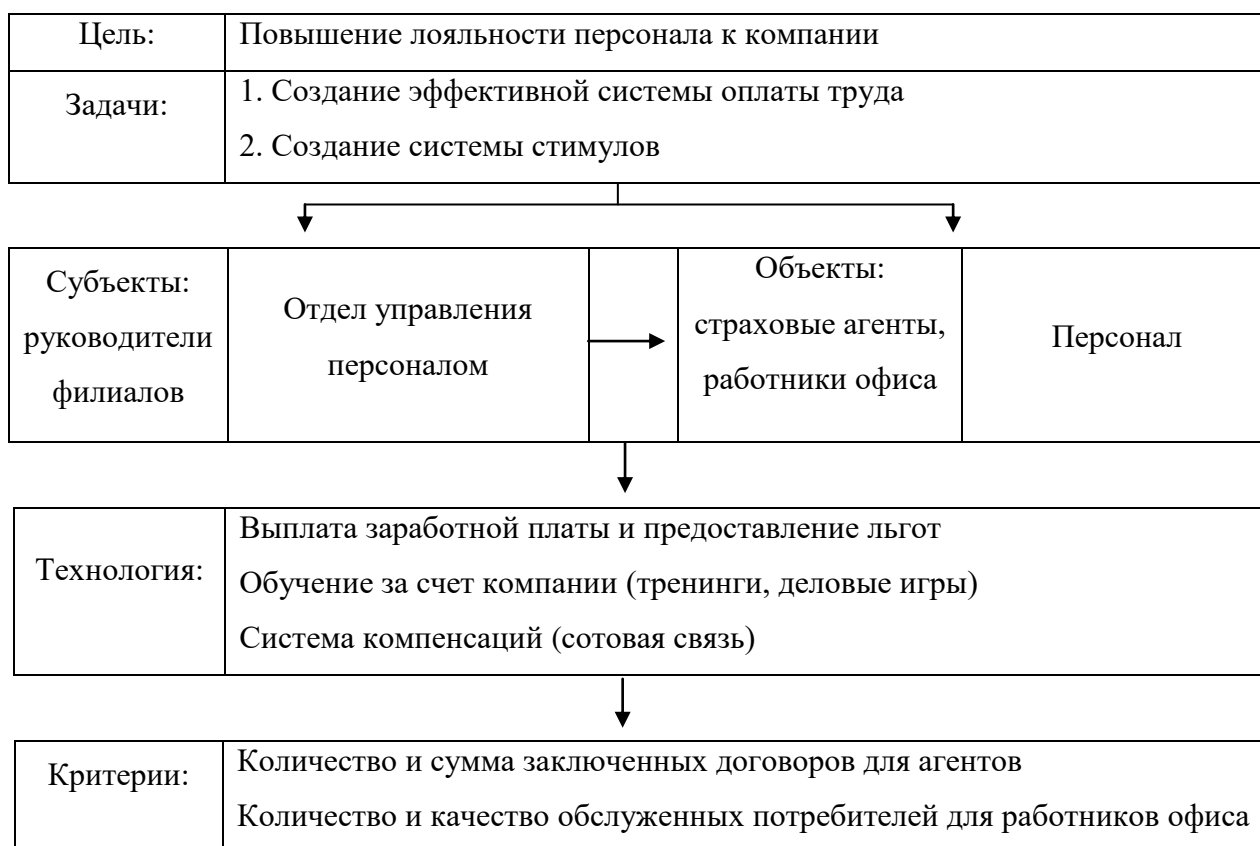 Цель:
Повышение лояльности персонала к компании
Задачи:
1. Создание эффективной системы оплаты труда
2. Создание системы стимулов
Субъекты:
руководители
филиалов
Отдел управления
персоналом
Объекты:
страховые агенты,
работники офиса
Персонал
Технология:
Выплата заработной платы и предоставление льгот
Обучение за счет компании (тренинги, деловые игры)
Система компенсаций (сотовая связь)
Критерии:
Количество и сумма заключенных договоров для агентов
Количество и качество обслуженных потребителей для работников офиса